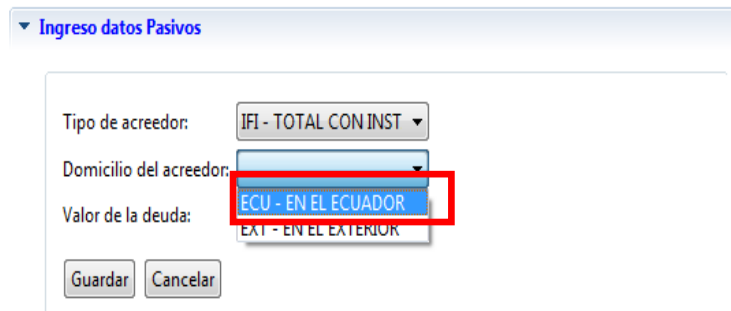 Ingreso datos Pasivos
Tipo de acreedor: IFI - TOTAL CON INST
Domicilio del acreedor:
ECU - EN EL ECUADOR
Valor de la deuda:
EXT - EN EL EXTERIOR
Guardar Cancelar